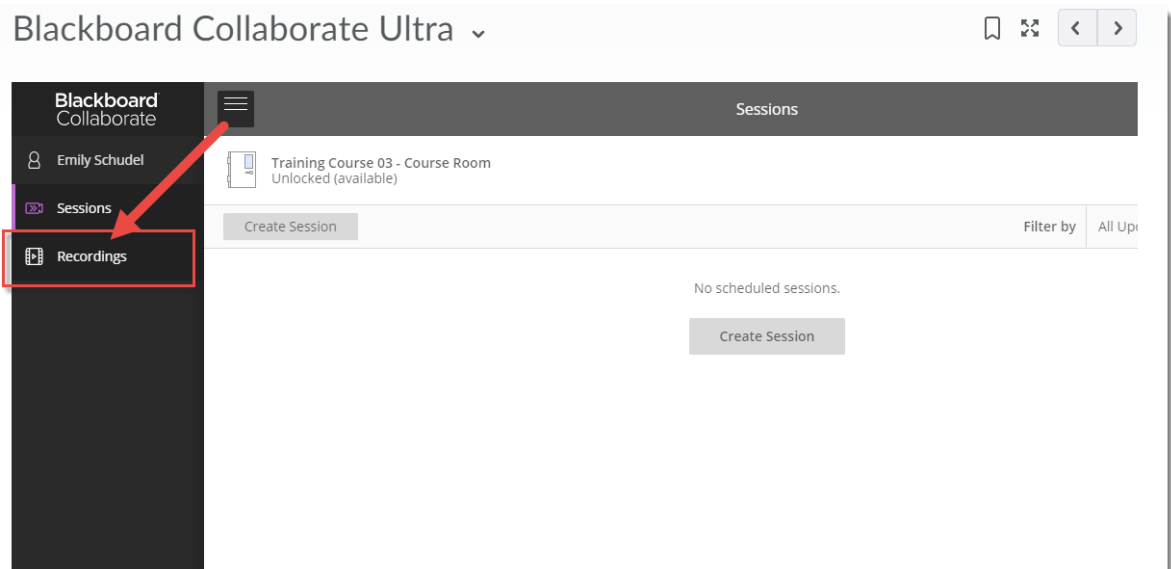 Blackboard Collaborate Ultra
Blackboard
Collaborate
Sessions
Emily Schudel
Training Course 03 - Course Room
Unlocked (available)
Sessions
Create Session
Filter by
All
Recordings
No scheduled sessions.
Create Session